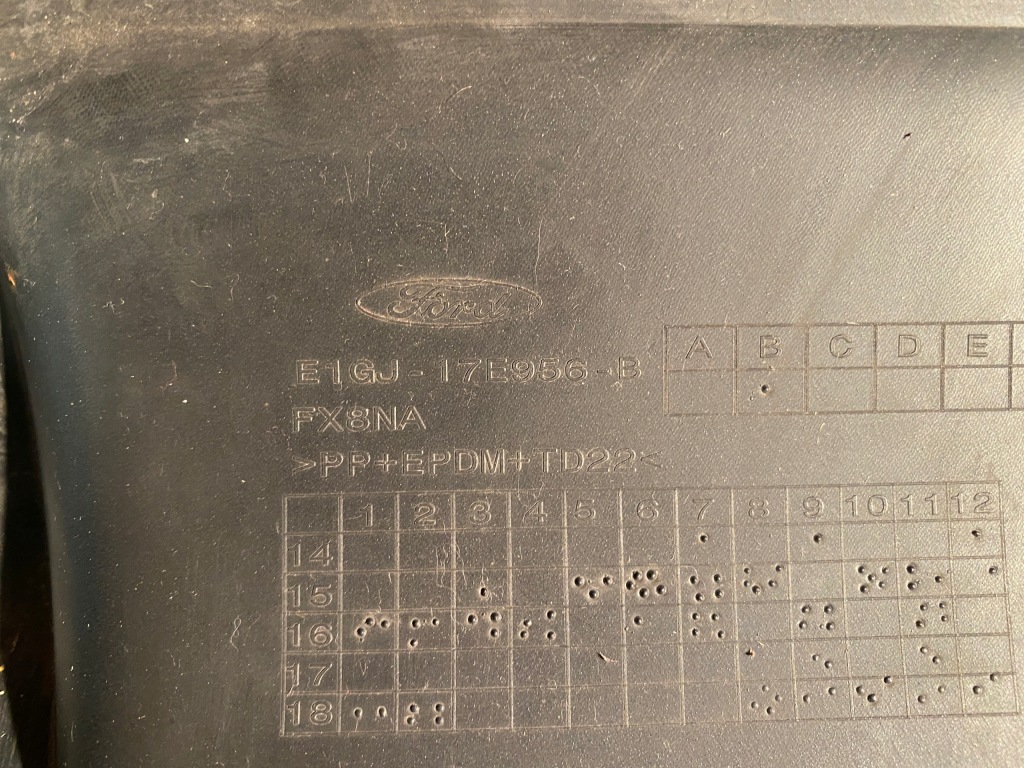 Ford
E1GJ-17E956-B
A B C D E
FX8NA
>PP+EPDM+TD22<
1 2 3 4 5 6 7 8 9 10 11 12
14
15
16
17
18